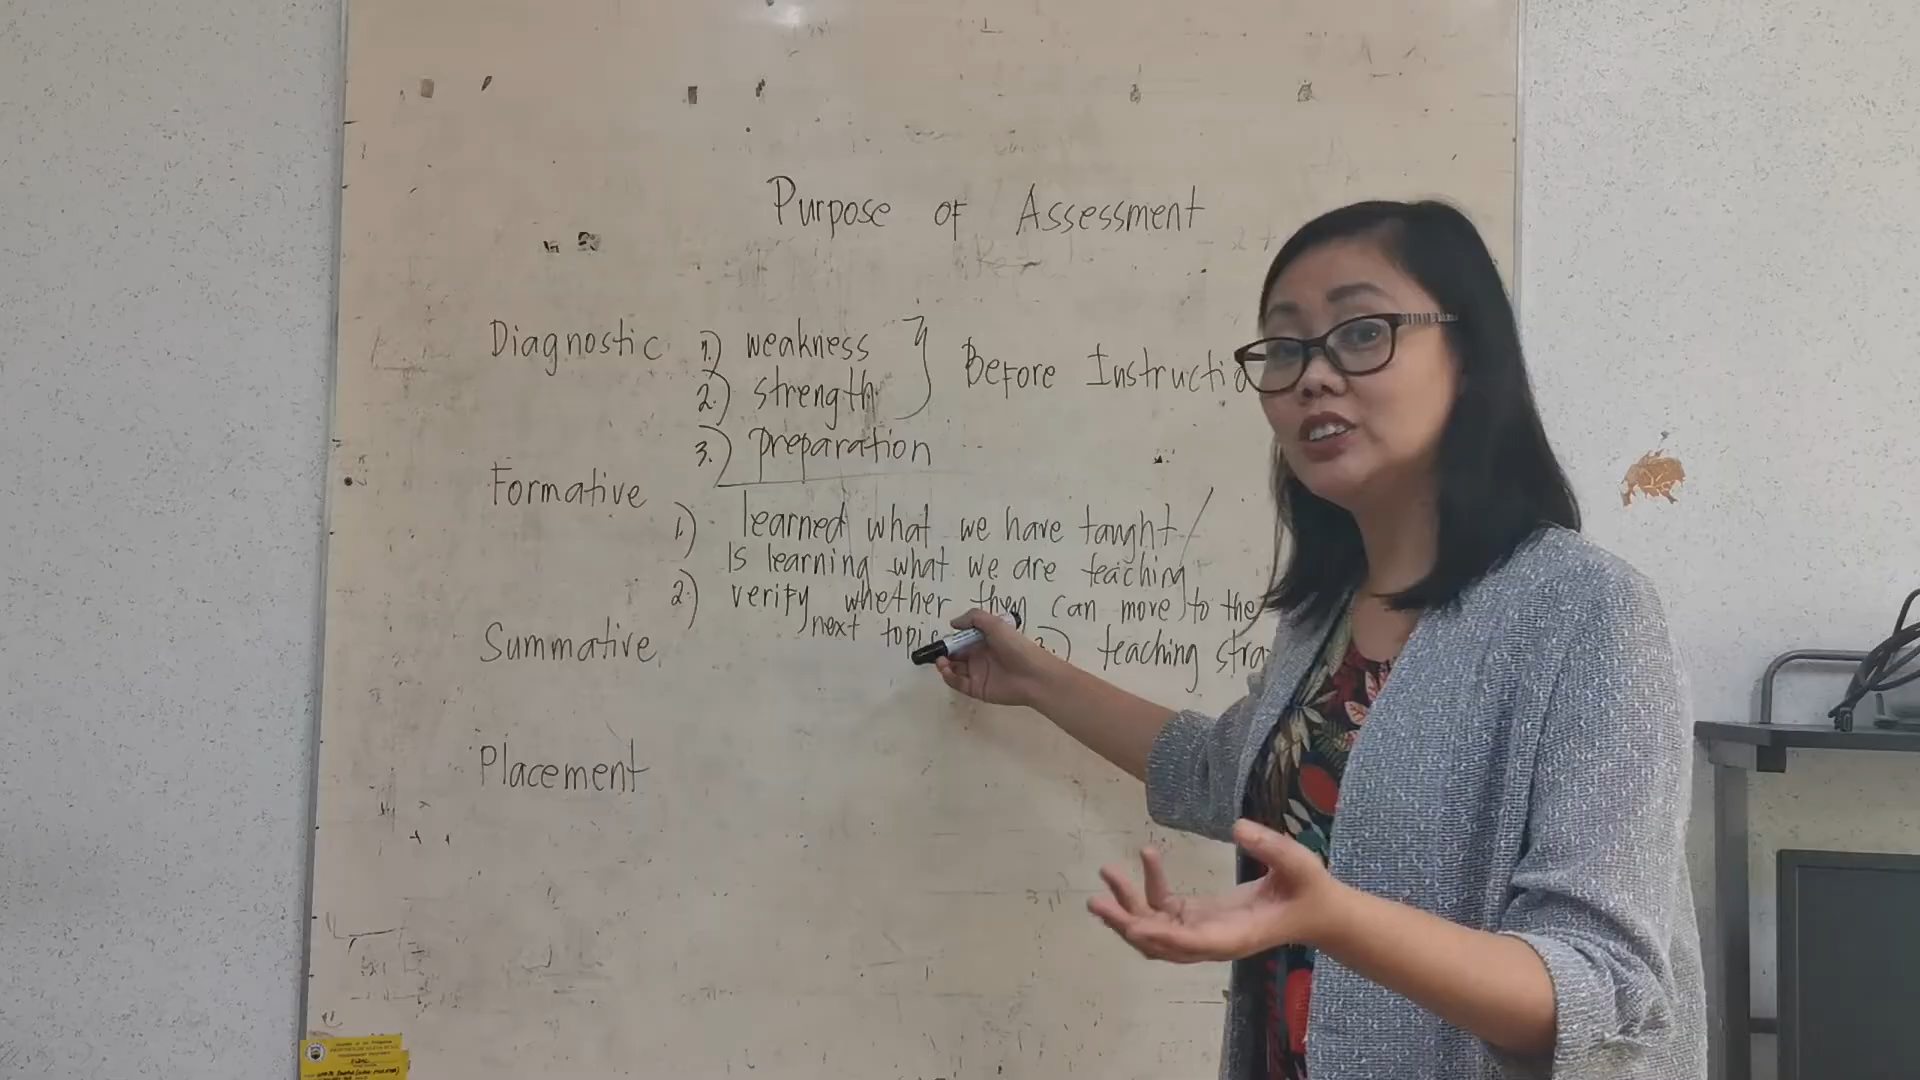 Purpose of Assessment
Diagnostic 1.) weakness
2.) strength
Before Instructio
3.) preparation
Formative
1.) learned what we have taught/
Is learning what we are teaching
2.) verify whether they can move to the
next topic
3.) teaching stra
Summative
Placement